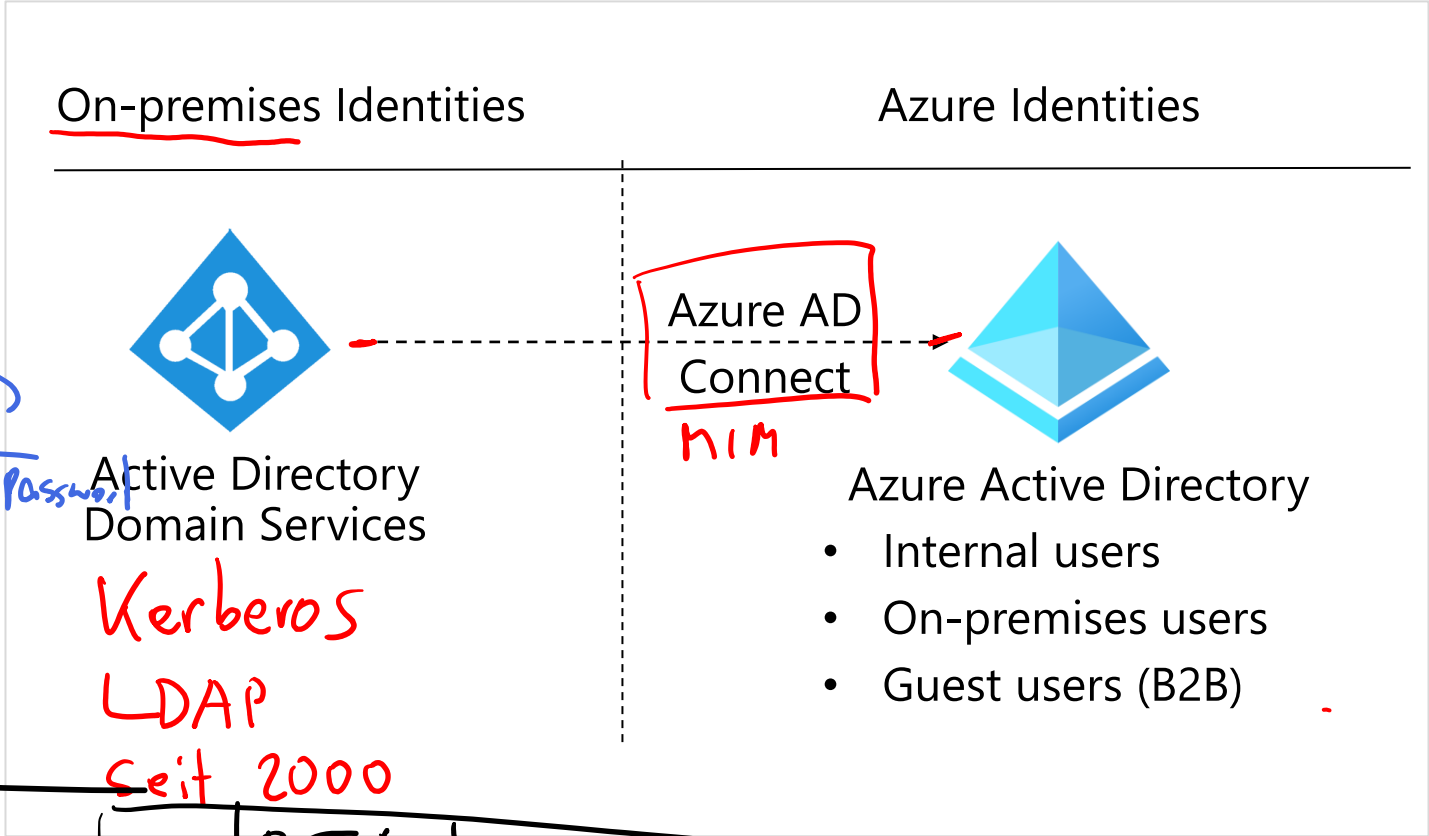 On-premises Identities
Azure Identities
Azure AD
Connect
MIM
Active Directory
Domain Services
Kerberos
LDAP
Seit 2000
Azure Active Directory
• Internal users
• On-premises users
• Guest users (B2B)